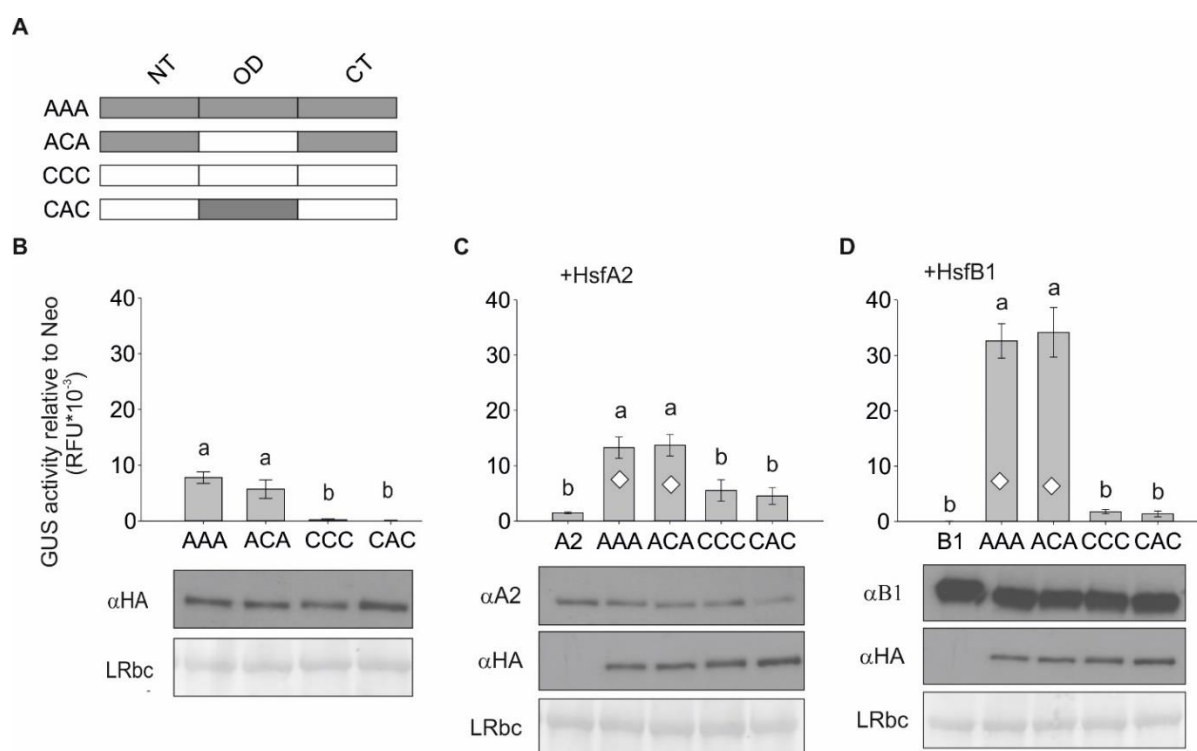 A
NT OD CT
AAA
ACA
CCC
CAC
B
GUS activity relative to Neo
(RFU*10⁻³)
40
30
20
10
0
a a b b
AAA ACA CCC CAC
αHA
LRbc
C
+HsfA2
40
30
20
10
0
b a a b b
A2 AAA ACA CCC CAC
αA2
αHA
LRbc
D
+HsfB1
40
30
20
10
0
b a a b b
B1 AAA ACA CCC CAC
αB1
αHA
LRbc